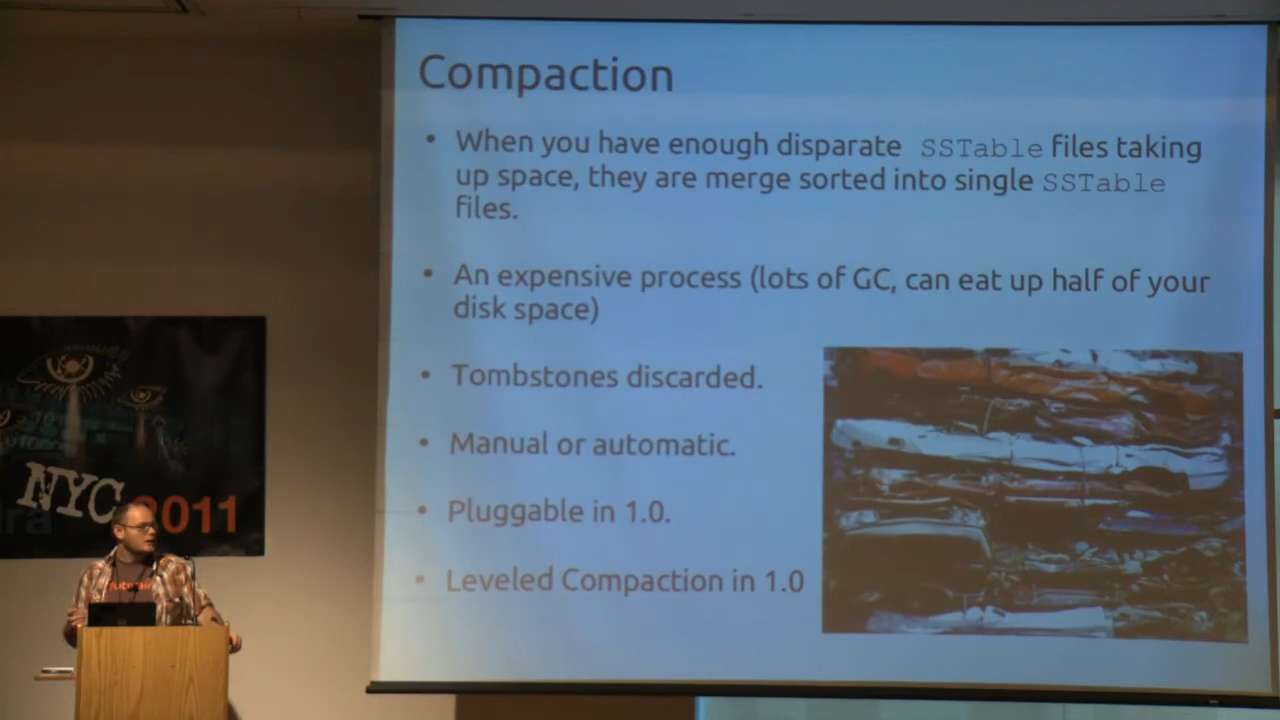 Compaction
• When you have enough disparate SSTable files taking
up space, they are merge sorted into single SSTable
files.
• An expensive process (lots of GC, can eat up half of your
disk space)
• Tombstones discarded.
• Manual or automatic.
• Pluggable in 1.0.
• Leveled Compaction in 1.0
NYC 2011